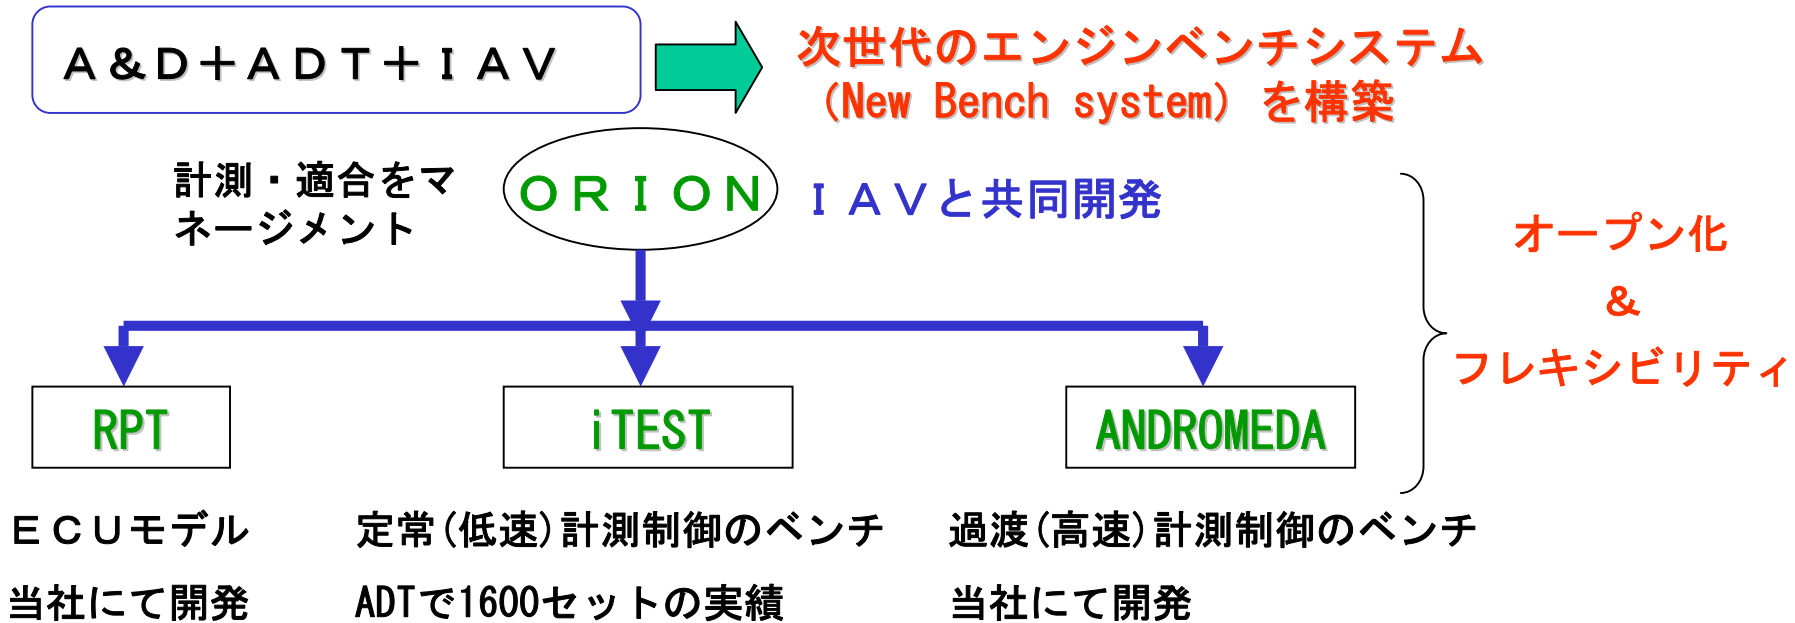 A&D+ADT+IAV
次世代のエンジンベンチシステム
(New Bench system) を構築
計測・適合をマ
ネージメント
ORION
IAVと共同開発
オープン化
&
フレキシビリティ
RPT
iTEST
ANDROMEDA
ECUモデル
定常(低速)計測制御のベンチ
過渡(高速)計測制御のベンチ
当社にて開発
ADTで1600セットの実績
当社にて開発